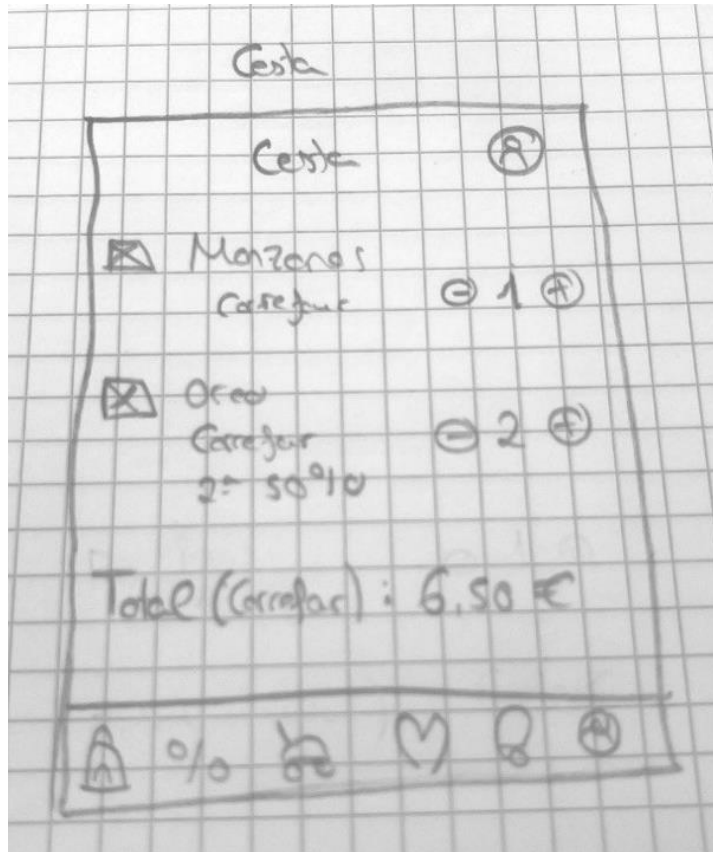 Cesta
Cesta
Manzanas
Carrefour 1
Oreo
Carrefour 2
2ª 50%
Total (Carrefour): 6,50 €
%